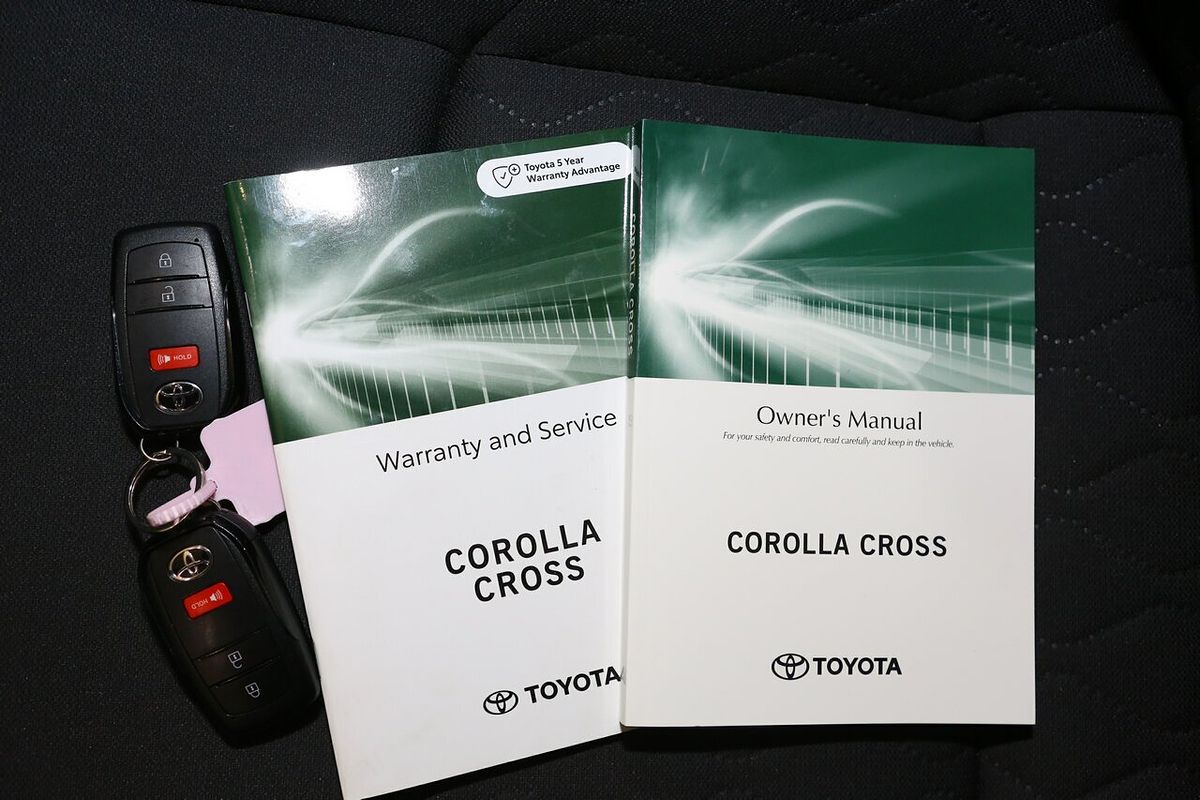 HOLD
HOLD
Toyota 5 Year
Warranty Advantage
Warranty and Service
COROLLA
CROSS
TOYOTA
COROLLA CROSS
Owner's Manual
For your safety and comfort, read carefully and keep in the vehicle.
COROLLA CROSS
TOYOTA